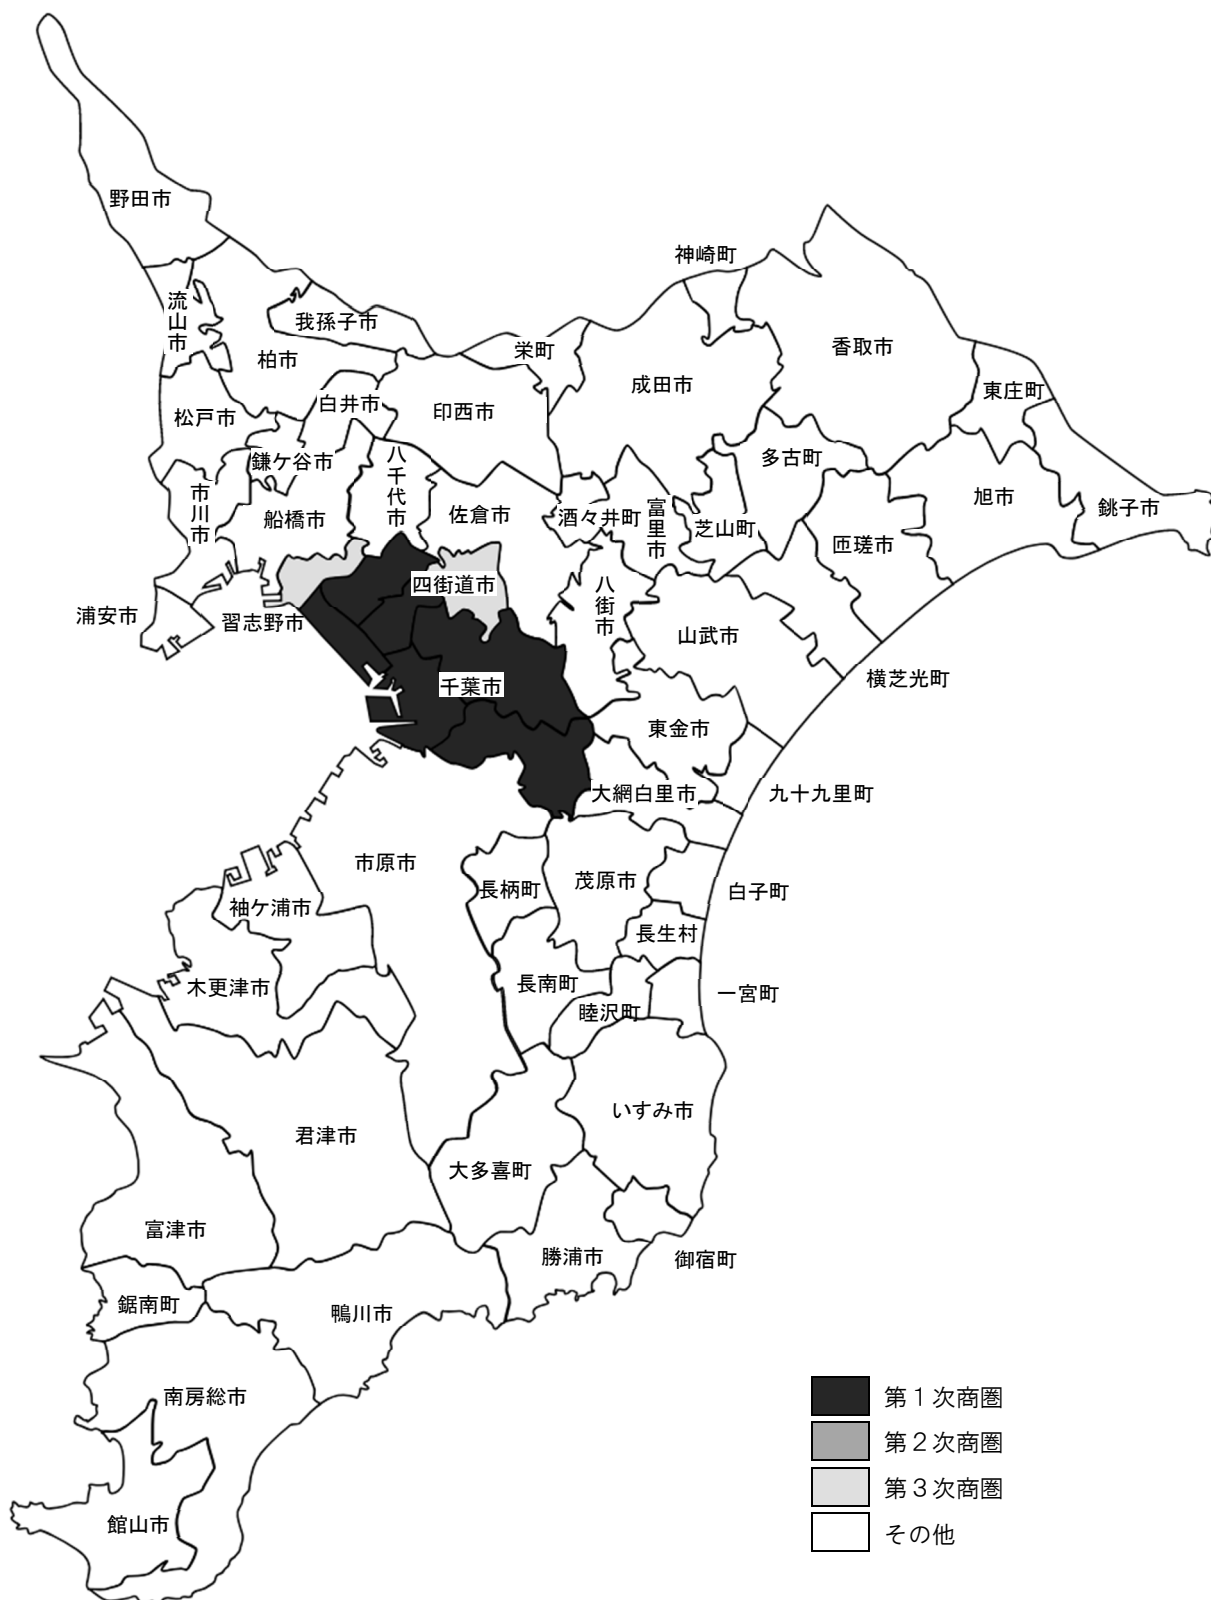 野田市
神崎町
流山市
我孫子市
柏市
栄町
成田市
香取市
東庄町
松戸市
白井市
印西市
鎌ケ谷市
八千代市
多古町
市川市
船橋市
佐倉市
酒々井町
富里市
芝山町
旭市
銚子市
匝瑳市
浦安市
習志野市
四街道市
八街市
山武市
横芝光町
千葉市
東金市
大網白里市
九十九里町
市原市
長柄町
茂原市
白子町
袖ケ浦市
長生村
木更津市
長南町
睦沢町
一宮町
君津市
いすみ市
大多喜町
富津市
勝浦市
御宿町
鋸南町
鴨川市
南房総市
館山市
第1次商圏
第2次商圏
第3次商圏
その他